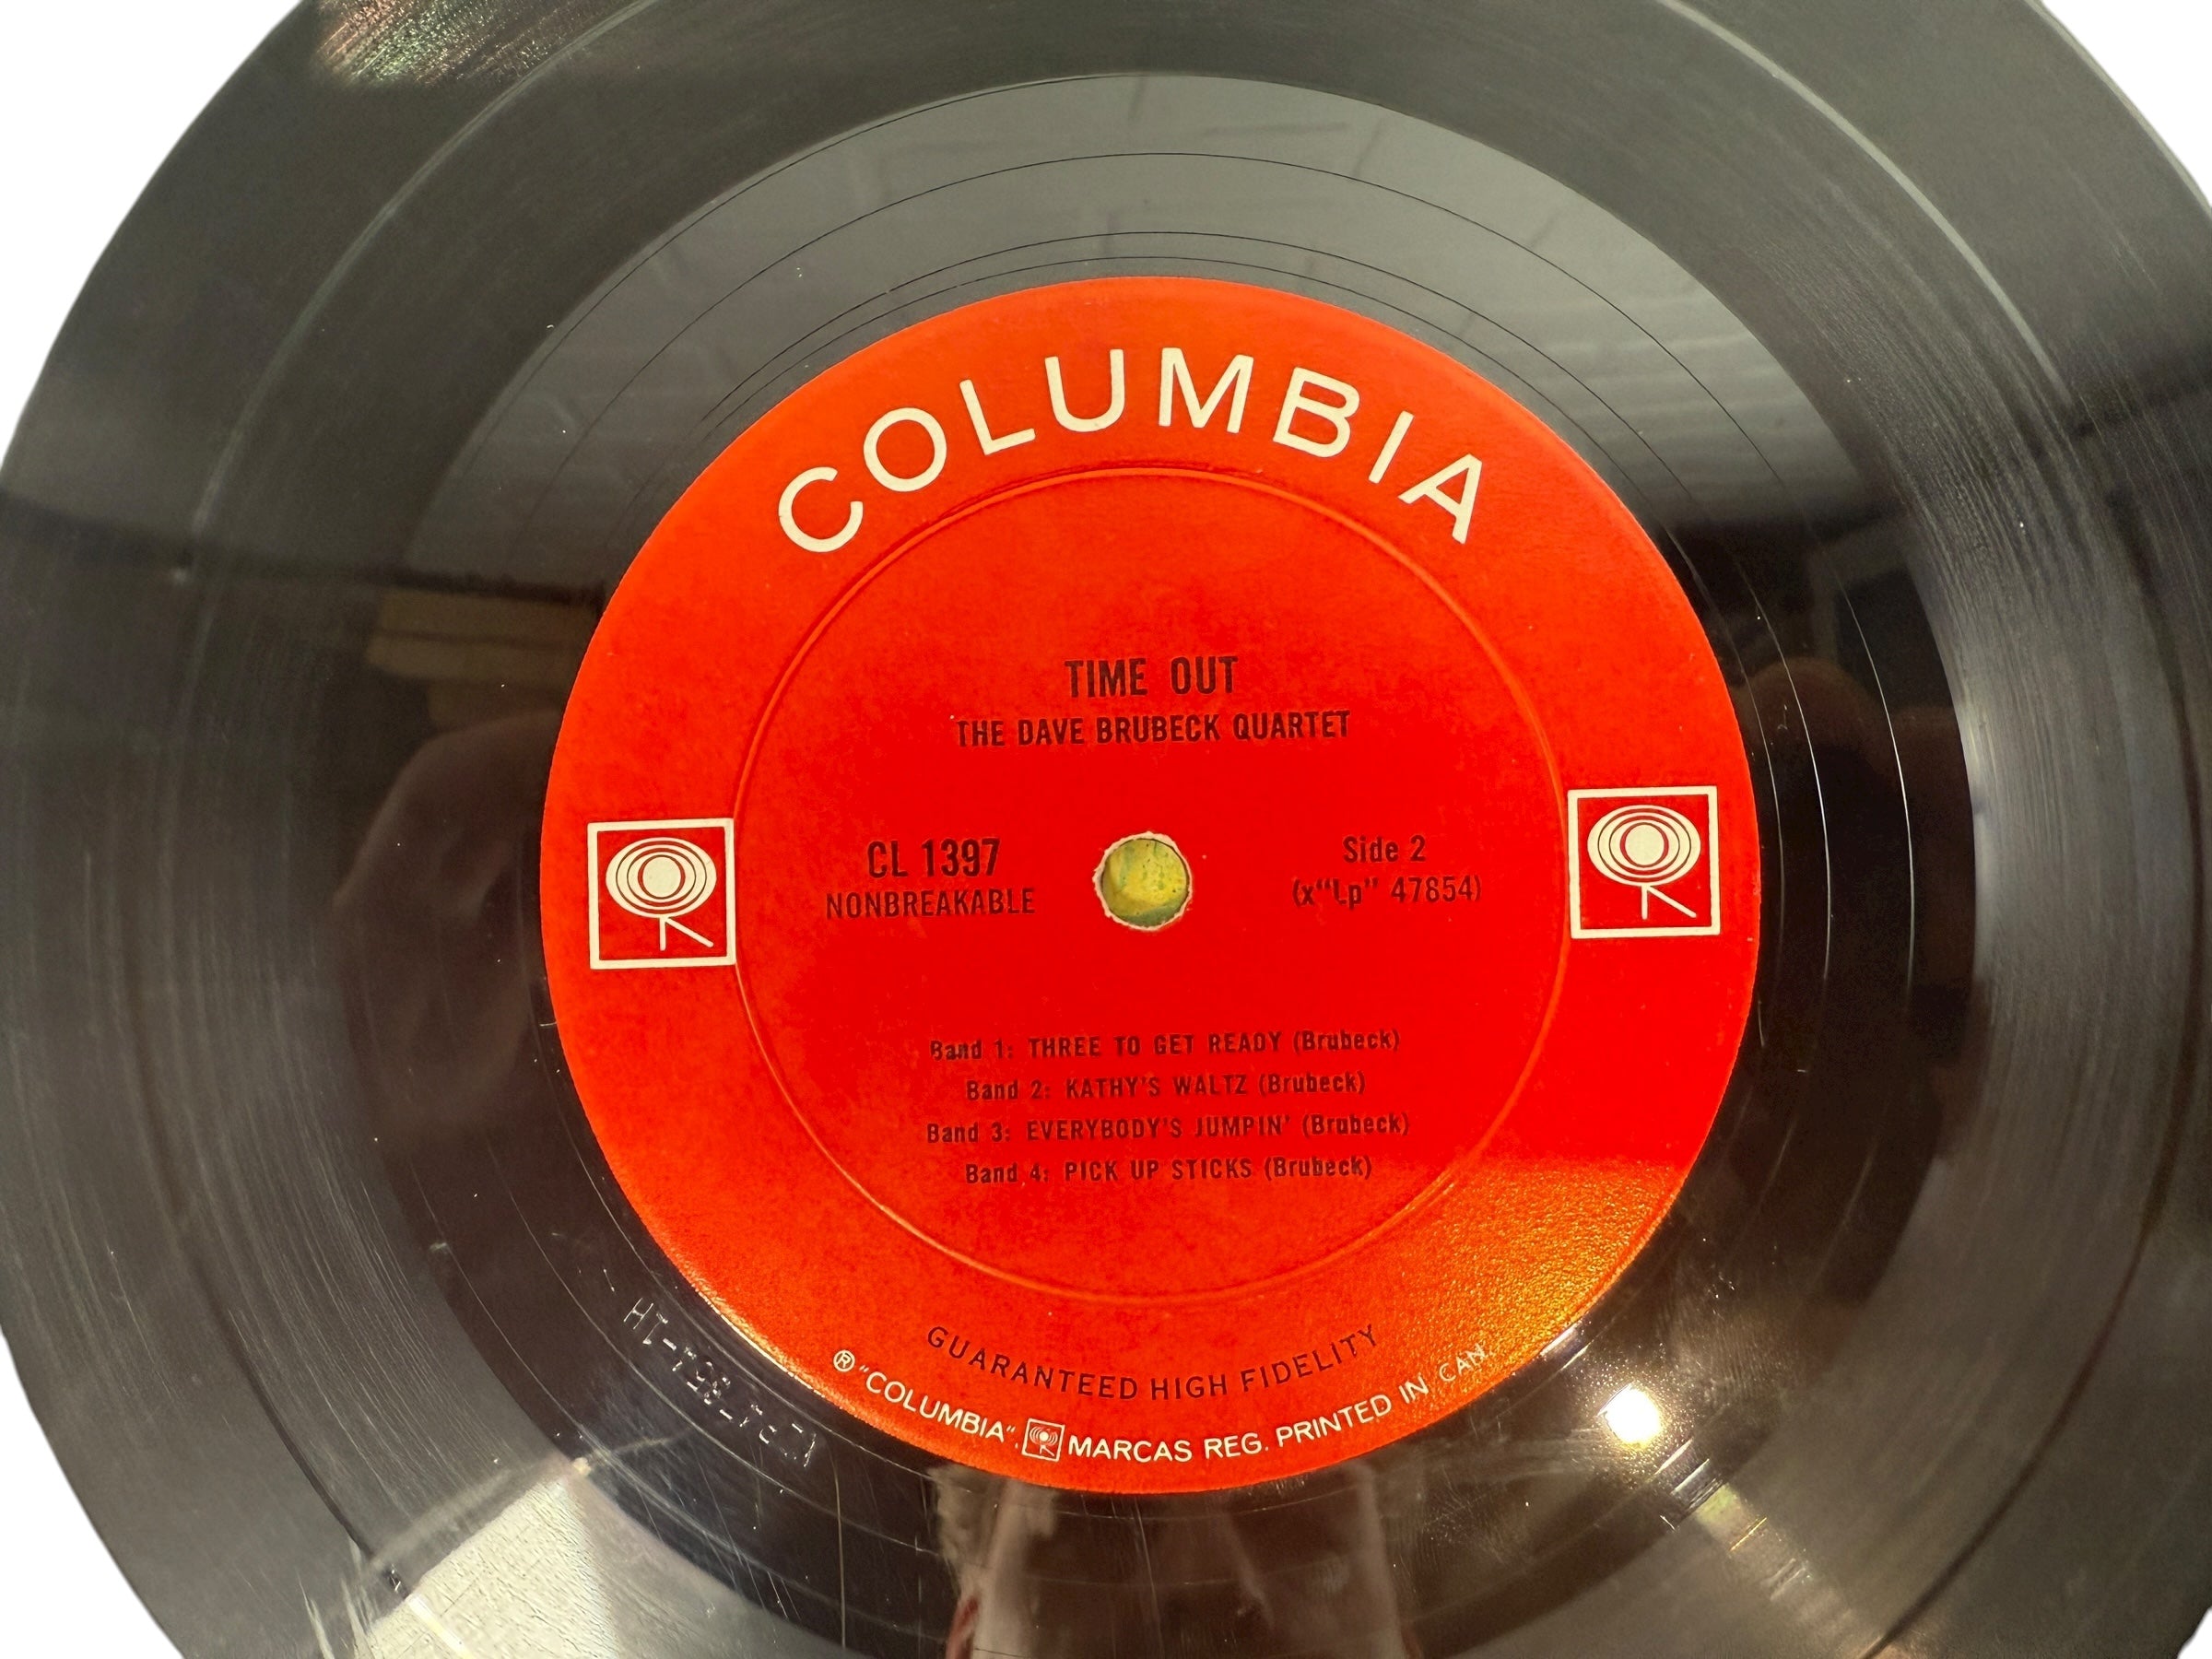 COLUMBIA
TIME OUT
THE DAVE BRUBECK QUARTET
CL 1397
NONBREAKABLE
Side 2
(x"Lp" 47854)
Band 1: THREE TO GET READY (Brubeck)
Band 2: KATHY'S WALTZ (Brubeck)
Band 3: EVERYBODY'S JUMPIN' (Brubeck)
Band 4: PICK UP STICKS (Brubeck)
GUARANTEED HIGH FIDELITY
® "COLUMBIA". MARCAS REG. PRINTED IN CAN.